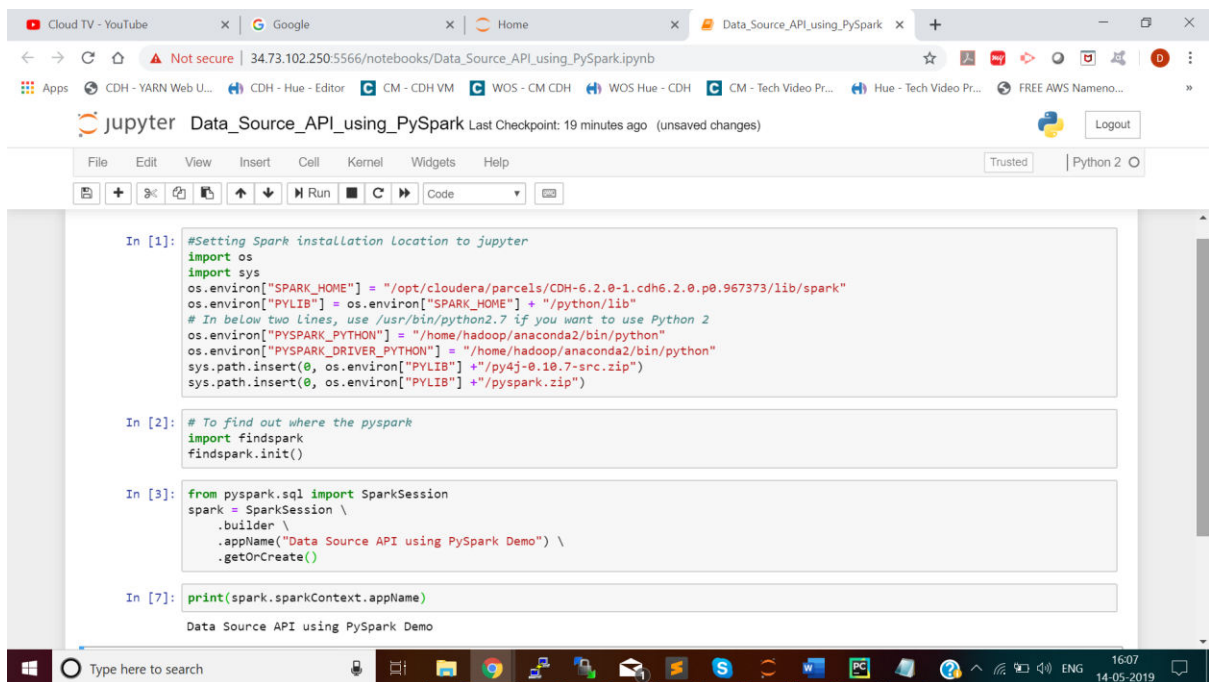 Cloud TV - YouTube
Google
Home
Data_Source_API_using_PySpark
Not secure | 34.73.102.250:5566/notebooks/Data_Source_API_using_PySpark.ipynb
Apps CDH - YARN Web U... CDH - Hue - Editor CM - CDH VM WOS - CM CDH WOS Hue - CDH CM - Tech Video Pr... Hue - Tech Video Pr... FREE AWS Nameno... »
jupyter Data_Source_API_using_PySpark Last Checkpoint: 19 minutes ago (unsaved changes) Logout
File Edit View Insert Cell Kernel Widgets Help Trusted | Python 2
Run Code
In [1]: #Setting Spark installation location to jupyter
import os
import sys
os.environ["SPARK_HOME"] = "/opt/cloudera/parcels/CDH-6.2.0-1.cdh6.2.0.p0.967373/lib/spark"
os.environ["PYLIB"] = os.environ["SPARK_HOME"] + "/python/lib"
# In below two lines, use /usr/bin/python2.7 if you want to use Python 2
os.environ["PYSPARK_PYTHON"] = "/home/hadoop/anaconda2/bin/python"
os.environ["PYSPARK_DRIVER_PYTHON"] = "/home/hadoop/anaconda2/bin/python"
sys.path.insert(0, os.environ["PYLIB"] +"/py4j-0.10.7-src.zip")
sys.path.insert(0, os.environ["PYLIB"] +"/pyspark.zip")
In [2]: # To find out where the pyspark
import findspark
findspark.init()
In [3]: from pyspark.sql import SparkSession
spark = SparkSession \
.builder \
.appName("Data Source API using PySpark Demo") \
.getOrCreate()
In [7]: print(spark.sparkContext.appName)
Data Source API using PySpark Demo
Type here to search ENG 16:07
14-05-2019